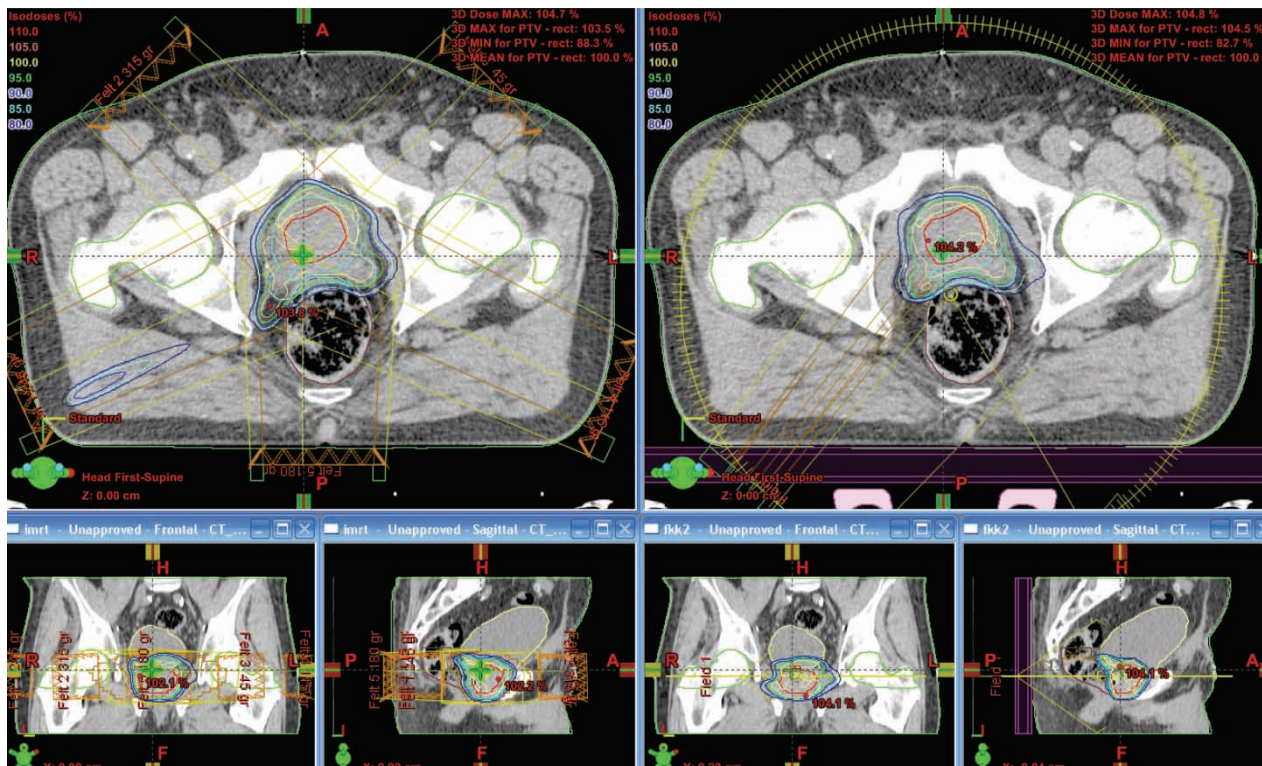 Isodoses (%)
110.0
105.0
100.0
95.0
90.0
85.0
80.0
A
3D Dose MAX: 104.7 %
3D MAX for PTV - rect: 103.5 %
3D MIN for PTV - rect: 88.3 %
3D MEAN for PTV - rect: 100.0 %
Felt 2 315 gr
45 gr
R
L
103.8 %
Standard
Felt 5 180 gr
Head First-Supine
Z: 0.00 cm
P
Isodoses (%)
110.0
105.0
100.0
95.0
90.0
85.0
80.0
A
3D Dose MAX: 104.8 %
3D MAX for PTV - rect: 104.5 %
3D MIN for PTV - rect: 82.7 %
3D MEAN for PTV - rect: 100.0
R
L
104.2 %
Standard
Head First-Supine
Z: 0.00 cm
P
imrt - Unapproved - Frontal - CT_...
H
R
L
Felt 2 315 gr
180 gr
Felt 3 45 gr
102.1 %
F
imrt - Unapproved - Sagittal - CT_...
H
P
A
Felt 5 180 gr
102.2 %
F
fkk2 - Unapproved - Frontal - CT...
H
R
L
Field 1
104.1 %
F
fkk2 - Unapproved - Sagittal - CT...
H
P
A
Field 1
104.1 %
F